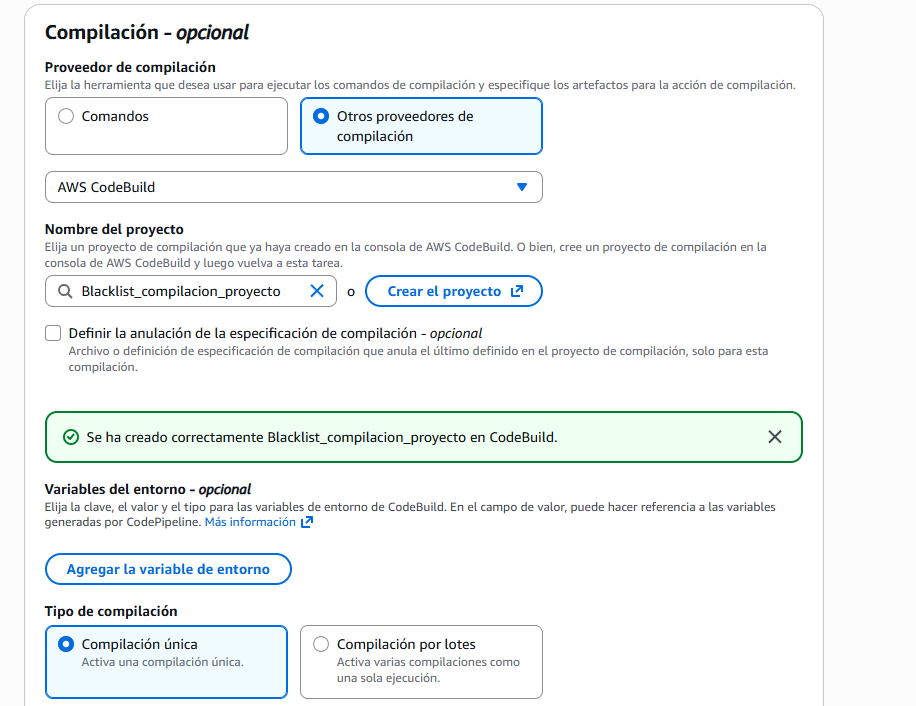 Compilación - opcional
Proveedor de compilación
Elija la herramienta que desea usar para ejecutar los comandos de compilación y especifique los artefactos para la acción de compilación.
Comandos
Otros proveedores de
compilación
AWS CodeBuild
Nombre del proyecto
Elija un proyecto de compilación que ya haya creado en la consola de AWS CodeBuild. O bien, cree un proyecto de compilación en la
consola de AWS CodeBuild y luego vuelva a esta tarea.
Blacklist_compilacion_proyecto
o
Crear el proyecto
Definir la anulación de la especificación de compilación - opcional
Archivo o definición de especificación de compilación que anula el último definido en el proyecto de compilación, solo para esta
compilación.
Se ha creado correctamente Blacklist_compilacion_proyecto en CodeBuild.
Variables del entorno - opcional
Elija la clave, el valor y el tipo para las variables de entorno de CodeBuild. En el campo de valor, puede hacer referencia a las variables
generadas por CodePipeline. Más información
Agregar la variable de entorno
Tipo de compilación
Compilación única
Activa una compilación única.
Compilación por lotes
Activa varias compilaciones como
una sola ejecución.